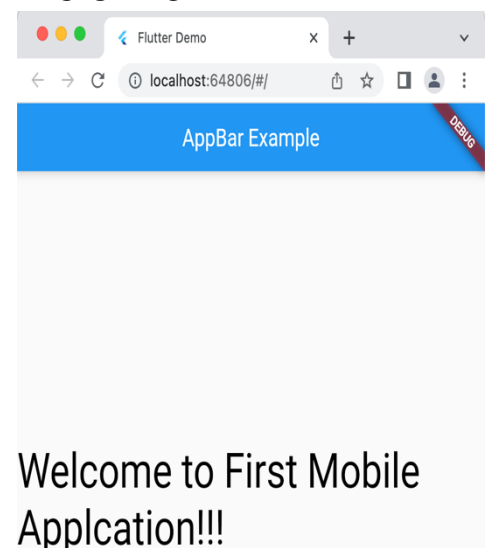 Flutter Demo
localhost:64806/#/
AppBar Example
DEBUG
Welcome to First Mobile
Applcation!!!